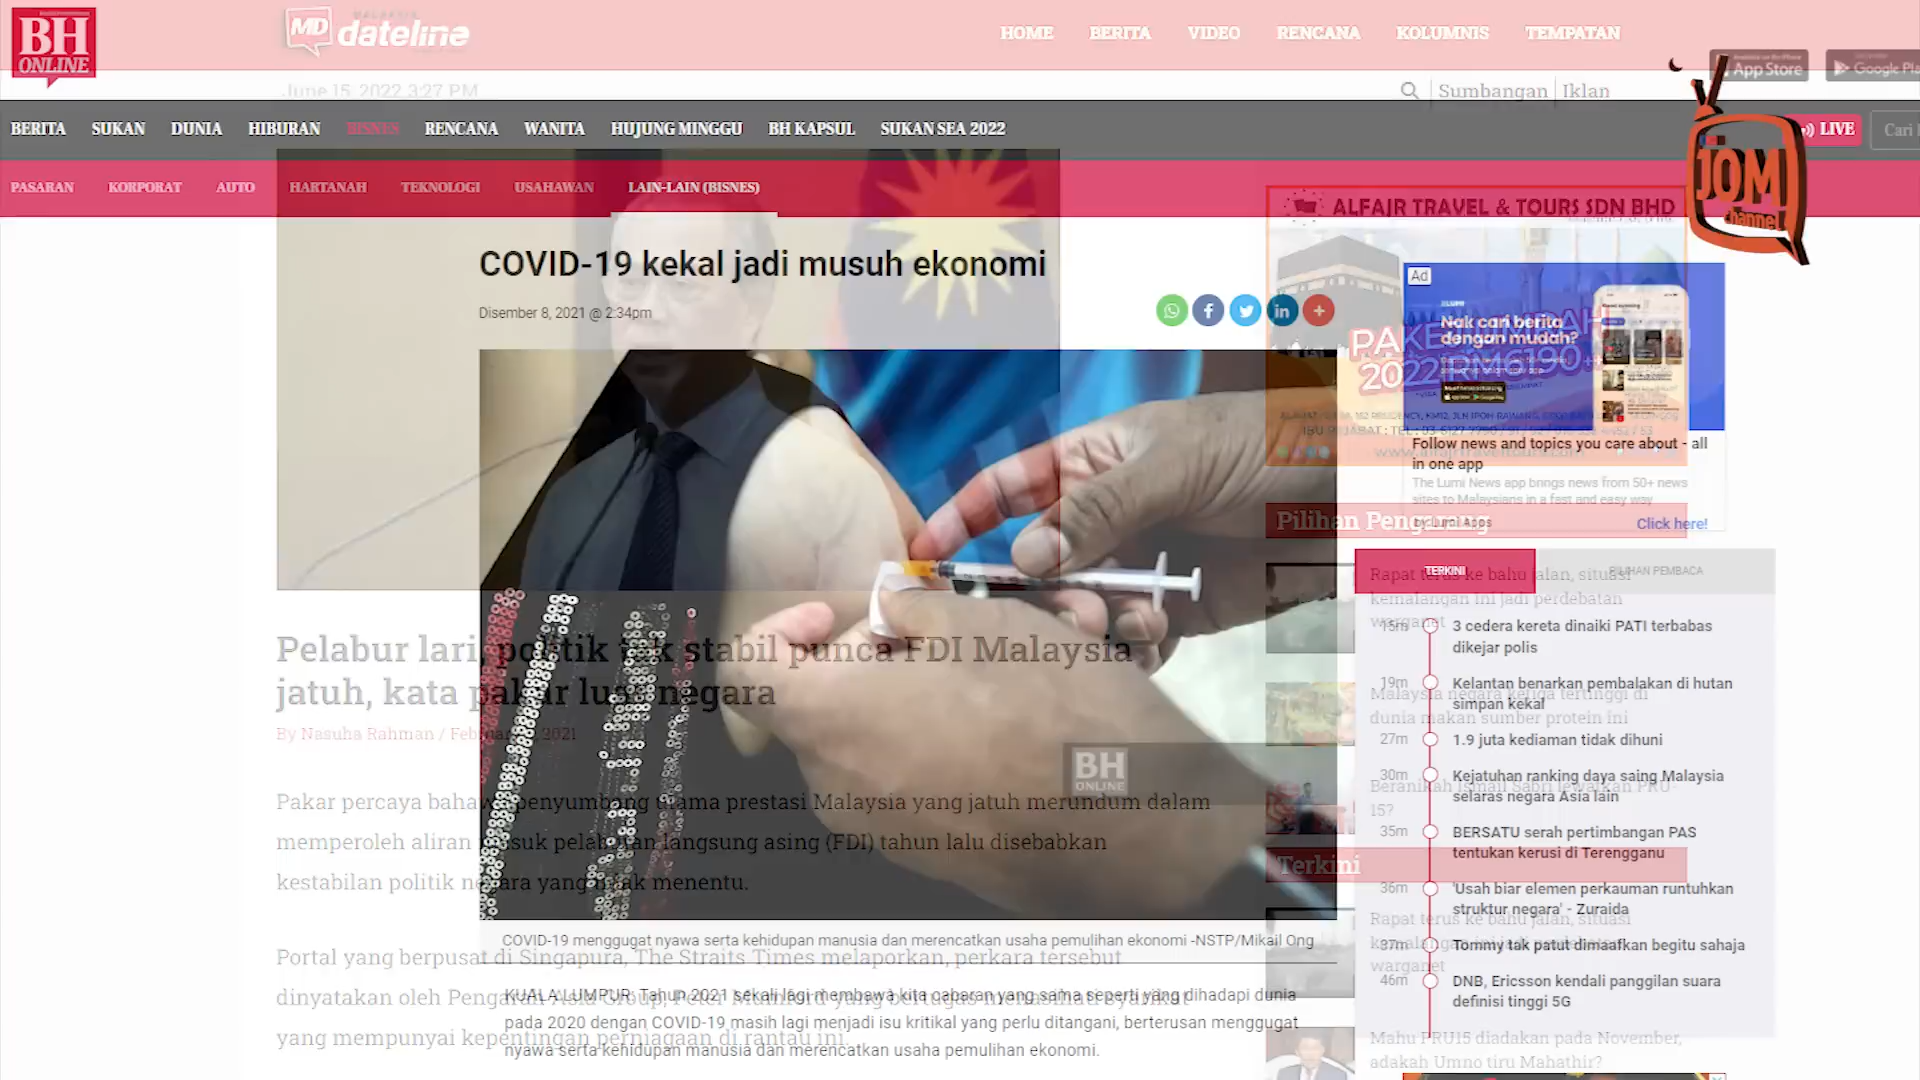 BH
ONLINE
MD
dateline
HOME BERITA VIDEO RENCANA KOLUMNIS TEMPATAN
App Store
Google Pla
June 15, 2022 3:27 PM
Sumbangan Iklan
BERITA SUKAN DUNIA HIBURAN BISNES RENCANA WANITA HUJUNG MINGGU BH KAPSUL SUKAN SEA 2022
LIVE
Cari
JOM
channel
PASARAN KORPORAT AUTO HARTANAH TEKNOLOGI USAHAWAN LAIN-LAIN (BISNES)
ALFAJR TRAVEL & TOURS SDN BHD
COVID-19 kekal jadi musuh ekonomi
Disember 8, 2021 @ 2:34pm
Ad
Nak cari berita
dengan mudah?
Follow news and topics you care about - all
in one app
The Lumi News app brings news from 50+ news
sites to Malaysians in a fast and easy way
by Lumi Apps
Click here!
Pilihan Pengarang
TERKINI PILIHAN PEMBACA
Rapat terus ke bahu jalan, situasi
kemalangan ini jadi perdebatan
warganet
15m 3 cedera kereta dinaiki PATI terbabas
dikejar polis
19m Kelantan benarkan pembalakan di hutan
simpan kekal
Malaysia negara ketiga tertinggi di
dunia makan sumber protein ini
27m 1.9 juta kediaman tidak dihuni
30m Kejatuhan ranking daya saing Malaysia
selaras negara Asia lain
Beranikah Ismail Sabri lewatkan PRU-
15?
35m BERSATU serah pertimbangan PAS
tentukan kerusi di Terengganu
Terkini
36m 'Usah biar elemen perkauman runtuhkan
struktur negara' - Zuraida
Rapat terus ke bahu jalan, situasi
kemalangan ini jadi perdebatan
warganet
37m Tommy tak patut dimaafkan begitu sahaja
46m DNB, Ericsson kendali panggilan suara
definisi tinggi 5G
Mahu PRU15 diadakan pada November,
adakah Umno tiru Mahathir?
Pelabur lari, politik tak stabil punca FDI Malaysia
jatuh, kata pakar luar negara
By Nasuha Rahman / February 2021
BH
ONLINE
Pakar percaya bahawa penyumbang utama prestasi Malaysia yang jatuh merundum dalam
memperoleh aliran masuk pelaburan langsung asing (FDI) tahun lalu disebabkan
kestabilan politik negara yang tidak menentu.
COVID-19 menggugat nyawa serta kehidupan manusia dan merencatkan usaha pemulihan ekonomi -NSTP/Mikail Ong
Portal yang berpusat di Singapura, The Straits Times melaporkan, perkara tersebut
dinyatakan oleh
yang mempunyai kepentingan perniagaan di rantau ini.
KUALA LUMPUR: Tahun 2021 sekali lagi membawa kita cabaran yang sama seperti yang dihadapi dunia
pada 2020 dengan COVID-19 masih lagi menjadi isu kritikal yang perlu ditangani, berterusan menggugat
nyawa serta kehidupan manusia dan merencatkan usaha pemulihan ekonomi.